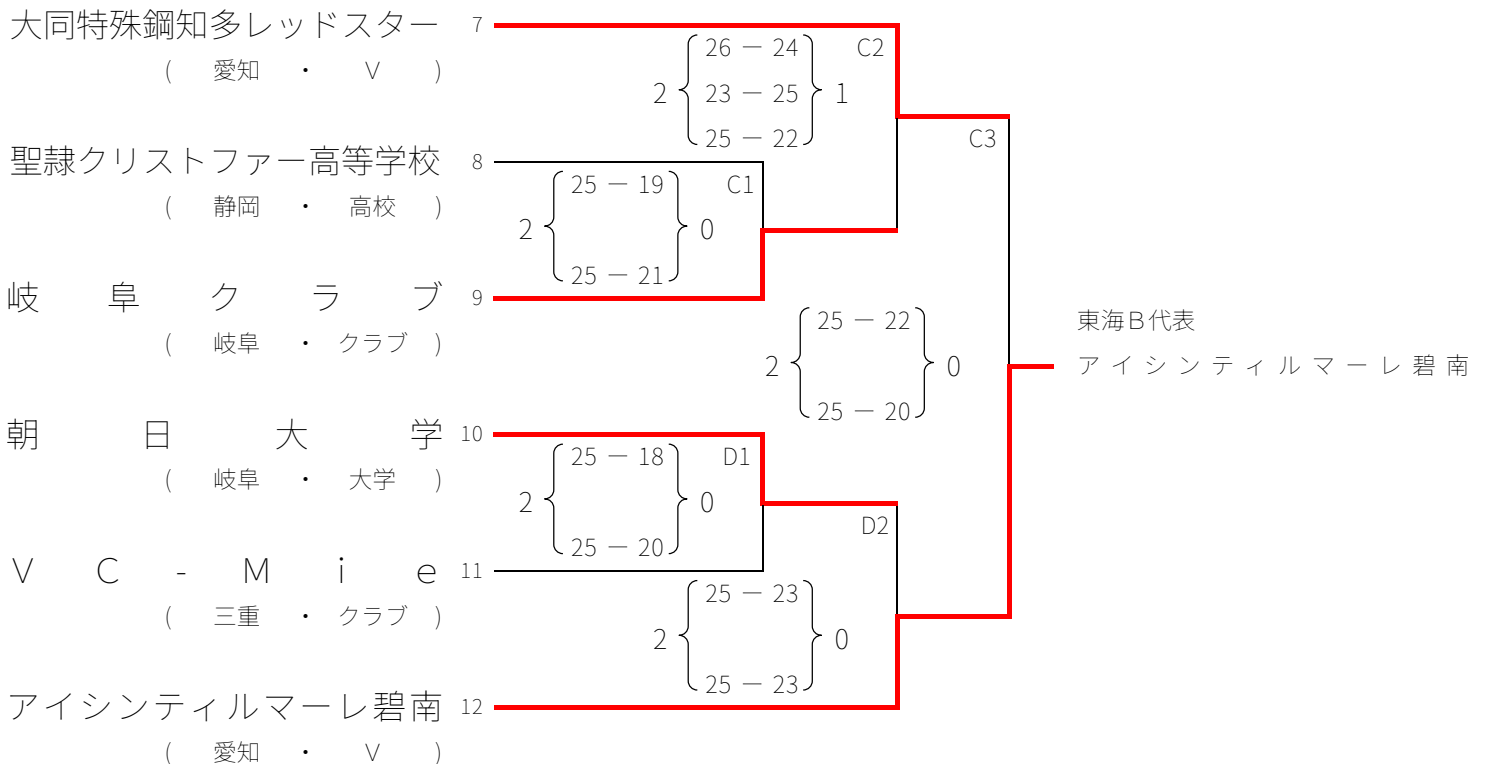 大同特殊鋼知多レッドスター 7
( 愛知 ・ V )
26 － 24 C2
2 23 － 25 1
25 － 22
C3
聖隷クリストファー高等学校 8
( 静岡 ・ 高校 )
25 － 19 C1
2 0
25 － 21
岐阜クラブ 9
( 岐阜 ・ クラブ )
25 － 22
2 0
25 － 20
東海B代表
アイシンティルマーレ碧南
朝日大学 10
( 岐阜 ・ 大学 )
25 － 18 D1
2 0
25 － 20
D2
VC-Mie 11
( 三重 ・ クラブ )
25 － 23
2 0
25 － 23
アイシンティルマーレ碧南 12
( 愛知 ・ V )